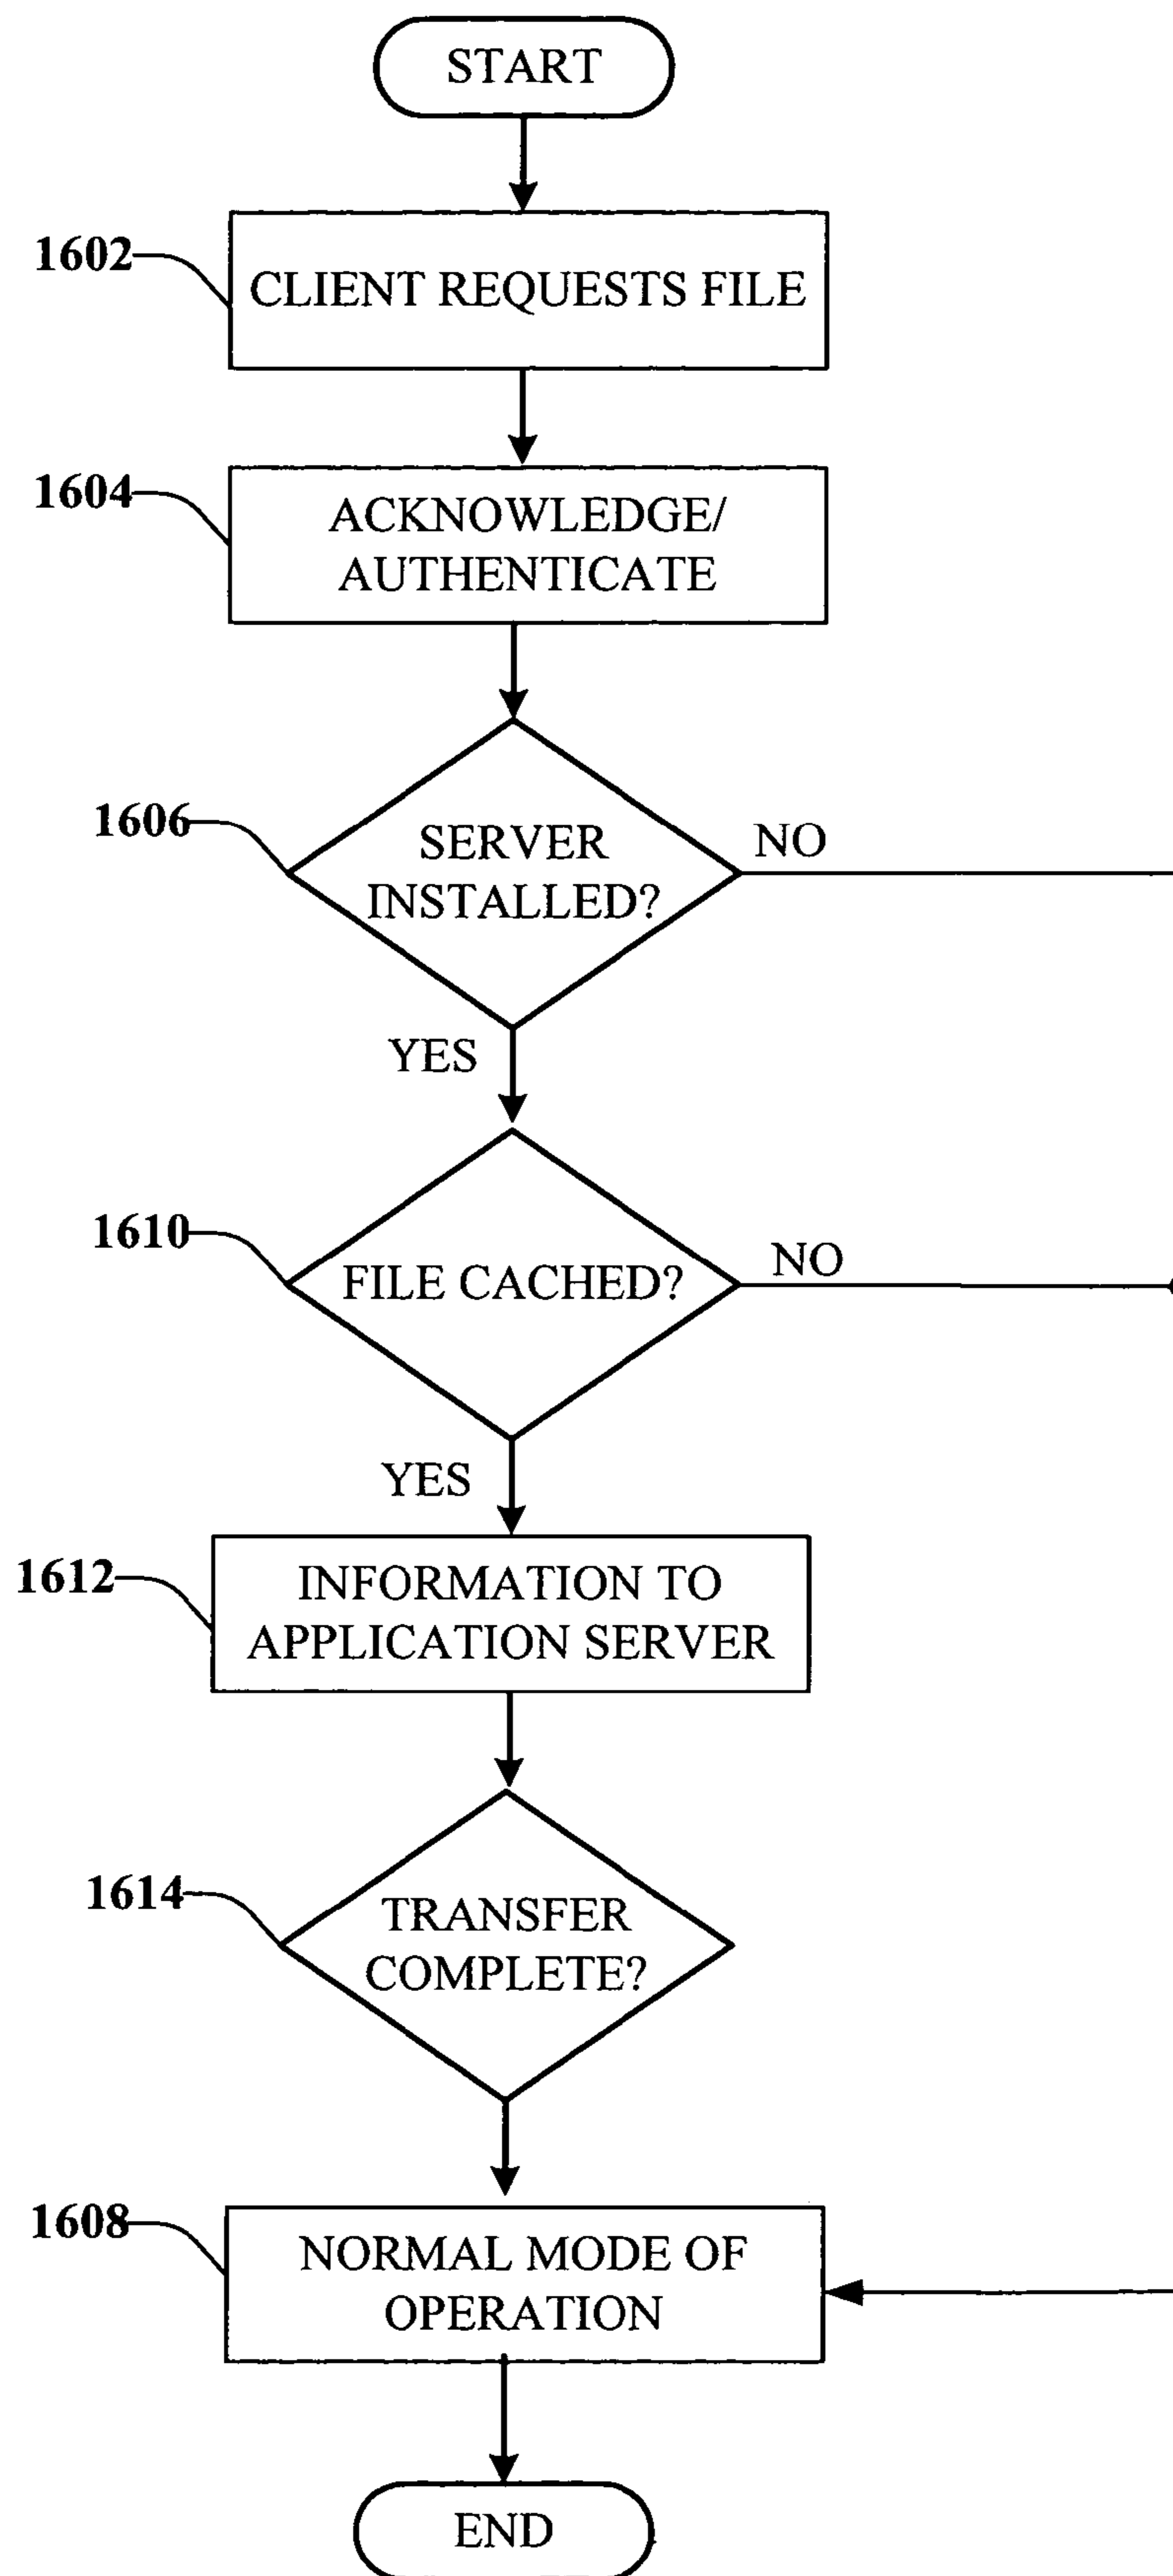 START
1602
CLIENT REQUESTS FILE
1604
ACKNOWLEDGE/
AUTHENTICATE
1606
SERVER
INSTALLED?
NO
YES
1610
FILE CACHED?
NO
YES
1612
INFORMATION TO
APPLICATION SERVER
1614
TRANSFER
COMPLETE?
1608
NORMAL MODE OF
OPERATION
END